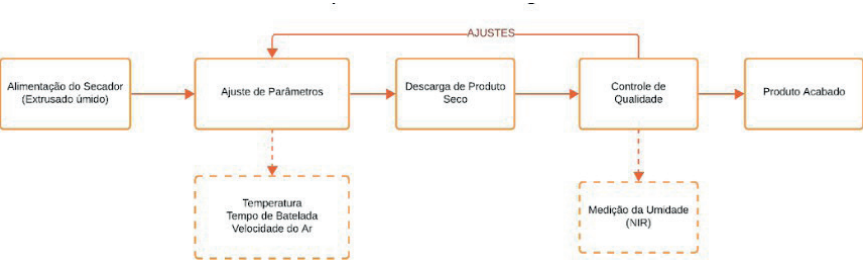 AJUSTES
Alimentação do Secador
(Extrusado úmido)
Ajuste de Parâmetros
Descarga de Produto
Seco
Controle de
Qualidade
Produto Acabado
Temperatura
Tempo de Batelada
Velocidade do Ar
Medição da Umidade
(NIR)